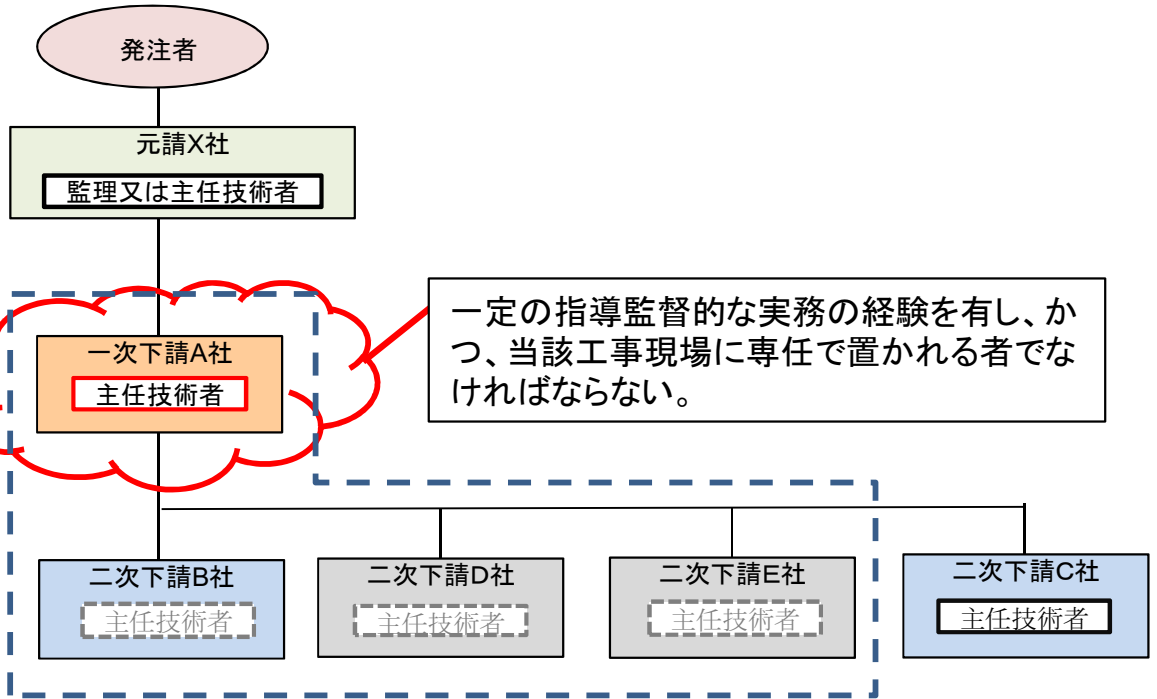 発注者
元請X社
監理又は主任技術者
一定の指導監督的な実務の経験を有し、か
つ、当該工事現場に専任で置かれる者でな
ければならない。
一次下請A社
主任技術者
二次下請B社
主任技術者
二次下請D社
主任技術者
二次下請E社
主任技術者
二次下請C社
主任技術者